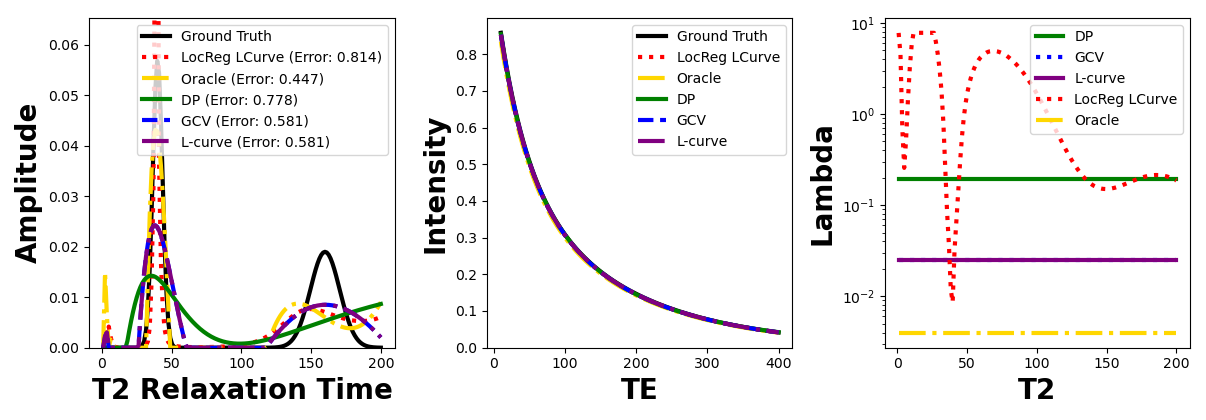 Amplitude
0.06
0.05
0.04
0.03
0.02
0.01
0.00
0
50
100
150
200
T2 Relaxation Time
Ground Truth
LocReg LCurve (Error: 0.814)
Oracle (Error: 0.447)
DP (Error: 0.778)
GCV (Error: 0.581)
L-curve (Error: 0.581)
Intensity
0.8
0.7
0.6
0.5
0.4
0.3
0.2
0.1
0.0
0
100
200
300
400
TE
Ground Truth
LocReg LCurve
Oracle
DP
GCV
L-curve
Lambda
10¹
10⁰
10⁻¹
10⁻²
0
50
100
150
200
T2
DP
GCV
L-curve
LocReg LCurve
Oracle